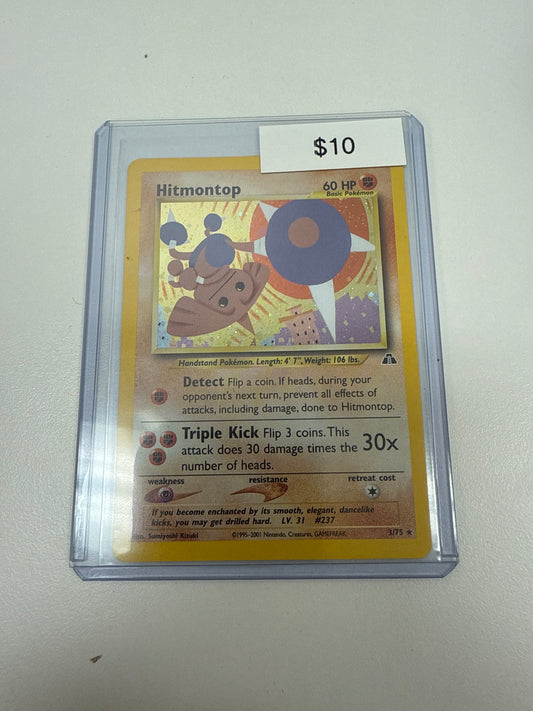 $10
Hitmontop
60 HP
Basic Pokémon
Handstand Pokémon. Length: 4' 7", Weight: 106 lbs.
Detect Flip a coin. If heads, during your
opponent's next turn, prevent all effects of
attacks, including damage, done to Hitmontop.
Triple Kick Flip 3 coins. This
attack does 30 damage times the
number of heads.
30x
weakness resistance retreat cost
If you become enchanted by its smooth, elegant, dancelike
kicks, you may get drilled hard. LV. 31 #237
Illus. Sumiyoshi Kizuki ©1995-2001 Nintendo, Creatures, GAMEFREAK. 3/75